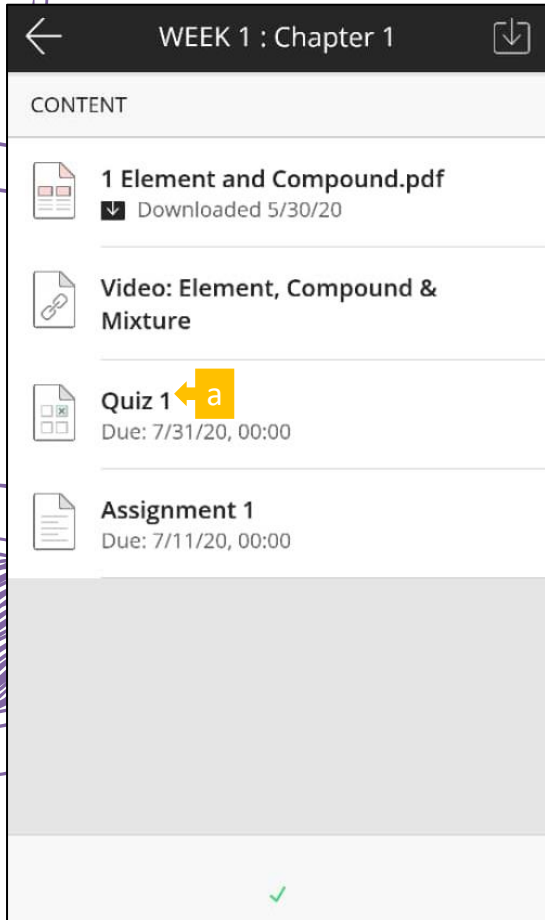 WEEK 1 : Chapter 1
CONTENT
1 Element and Compound.pdf
Downloaded 5/30/20
Video: Element, Compound &
Mixture
Quiz 1 a
Due: 7/31/20, 00:00
Assignment 1
Due: 7/11/20, 00:00